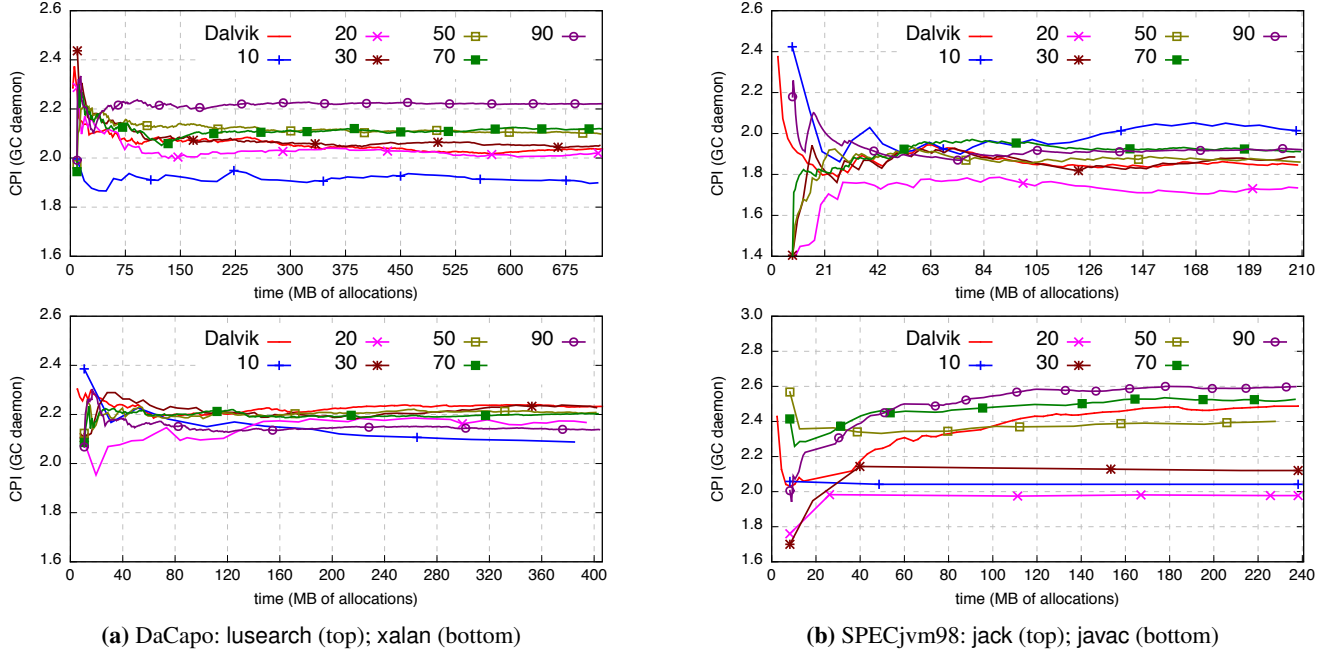 2.6
2.4
2.2
2.0
1.8
1.6
CPI (GC daemon)
Dalvik 20 50 90
10 30 70
0 75 150 225 300 375 450 525 600 675
time (MB of allocations)
2.6
2.4
2.2
2.0
1.8
1.6
CPI (GC daemon)
Dalvik 20 50 90
10 30 70
0 40 80 120 160 200 240 280 320 360 400
time (MB of allocations)
(a) DaCapo: lusearch (top); xalan (bottom)
2.6
2.4
2.2
2.0
1.8
1.6
1.4
CPI (GC daemon)
Dalvik 20 50 90
10 30 70
0 21 42 63 84 105 126 147 168 189 210
time (MB of allocations)
3.0
2.8
2.6
2.4
2.2
2.0
1.8
1.6
CPI (GC daemon)
Dalvik 20 50 90
10 30 70
0 20 40 60 80 100 120 140 160 180 200 220 240
time (MB of allocations)
(b) SPECjvm98: jack (top); javac (bottom)